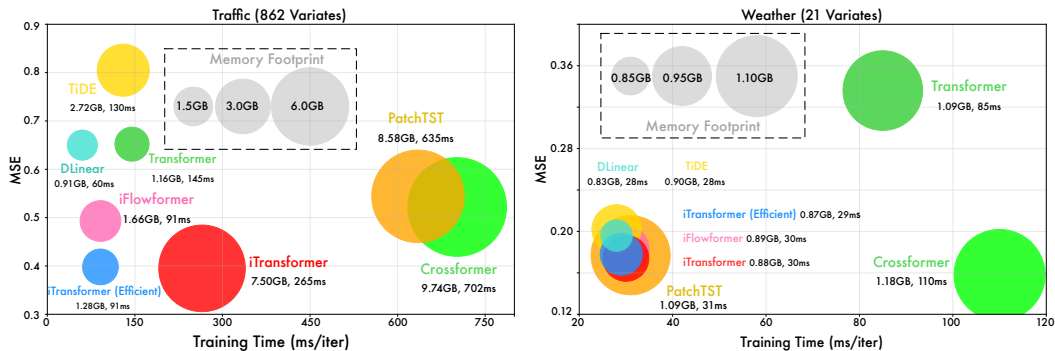 Traffic (862 Variates)
0.9
0.8
0.7
0.6
0.5
0.4
0.3
MSE
0
150
300
450
600
750
Training Time (ms/iter)
Memory Footprint
1.5GB
3.0GB
6.0GB
TiDE
2.72GB, 130ms
DLinear
0.91GB, 60ms
Transformer
1.16GB, 145ms
iFlowformer
1.66GB, 91ms
iTransformer (Efficient)
1.28GB, 91ms
iTransformer
7.50GB, 265ms
PatchTST
8.58GB, 635ms
Crossformer
9.74GB, 702ms
Weather (21 Variates)
0.36
0.28
0.20
0.12
MSE
20
40
60
80
100
120
Training Time (ms/iter)
0.85GB
0.95GB
1.10GB
Memory Footprint
Transformer
1.09GB, 85ms
DLinear
0.83GB, 28ms
TiDE
0.90GB, 28ms
iTransformer (Efficient) 0.87GB, 29ms
iFlowformer 0.89GB, 30ms
iTransformer 0.88GB, 30ms
PatchTST
1.09GB, 31ms
Crossformer
1.18GB, 110ms